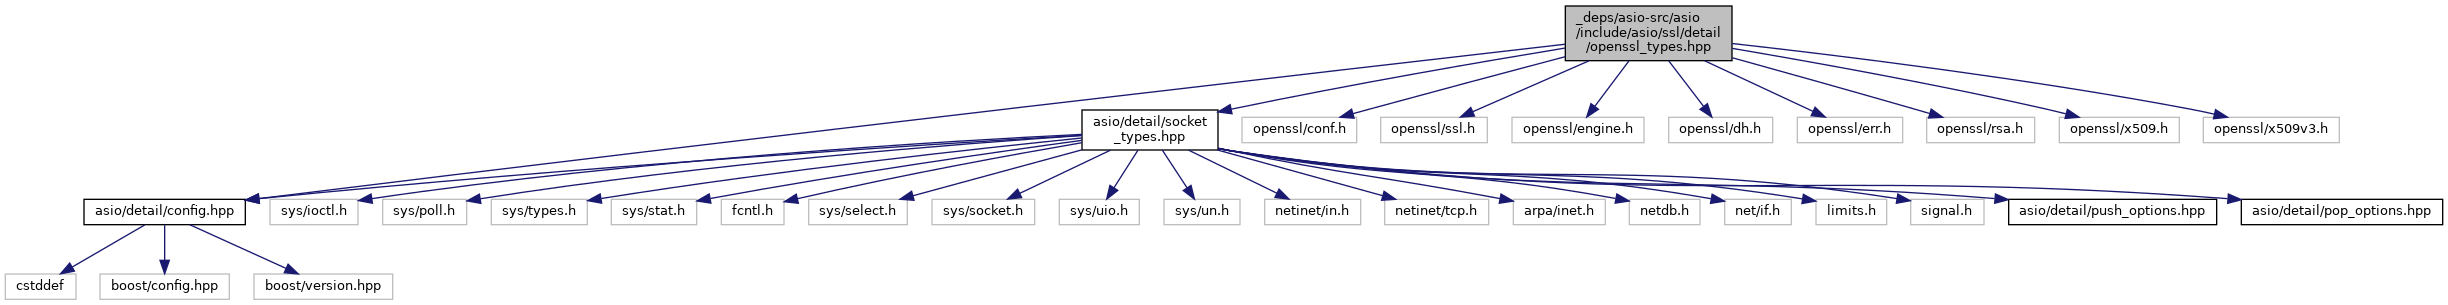 _deps/asio-src/asio
/include/asio/ssl/detail
/openssl_types.hpp
asio/detail/socket
_types.hpp
openssl/conf.h
openssl/ssl.h
openssl/engine.h
openssl/dh.h
openssl/err.h
openssl/rsa.h
openssl/x509.h
openssl/x509v3.h
asio/detail/config.hpp
sys/ioctl.h
sys/poll.h
sys/types.h
sys/stat.h
fcntl.h
sys/select.h
sys/socket.h
sys/uio.h
sys/un.h
netinet/in.h
netinet/tcp.h
arpa/inet.h
netdb.h
net/if.h
limits.h
signal.h
asio/detail/push_options.hpp
asio/detail/pop_options.hpp
cstddef
boost/config.hpp
boost/version.hpp